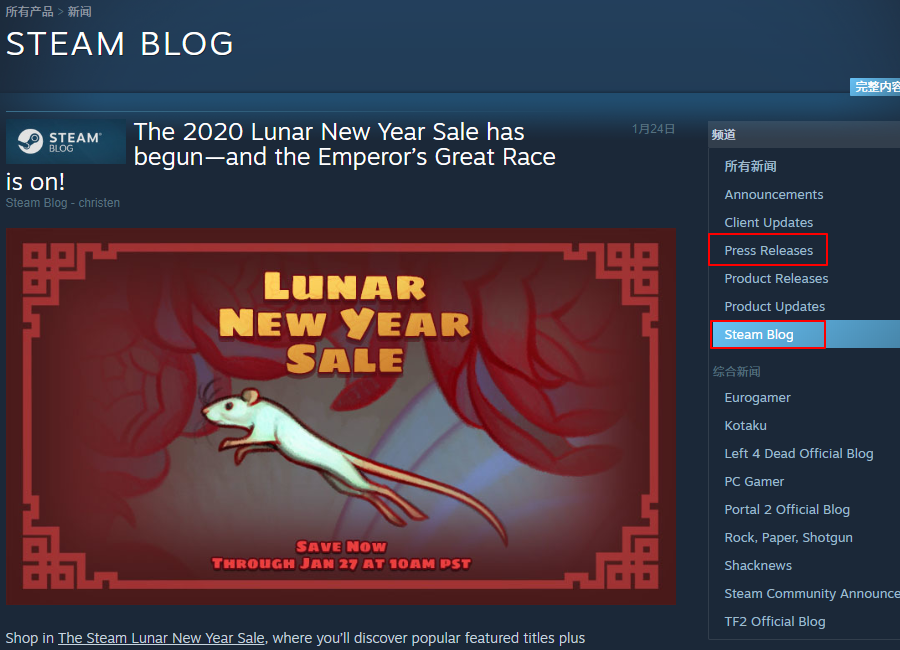 所有产品 > 新闻
STEAM BLOG
完整内容
STEAM®
BLOG
The 2020 Lunar New Year Sale has
begun—and the Emperor’s Great Race
is on!
1月24日
Steam Blog - christen
LUNAR
NEW YEAR
SALE
SAVE NOW
THROUGH JAN 27 AT 10AM PST
Shop in The Steam Lunar New Year Sale, where you’ll discover popular featured titles plus
频道
所有新闻
Announcements
Client Updates
Press Releases
Product Releases
Product Updates
Steam Blog
综合新闻
Eurogamer
Kotaku
Left 4 Dead Official Blog
PC Gamer
Portal 2 Official Blog
Rock, Paper, Shotgun
Shacknews
Steam Community Announce
TF2 Official Blog